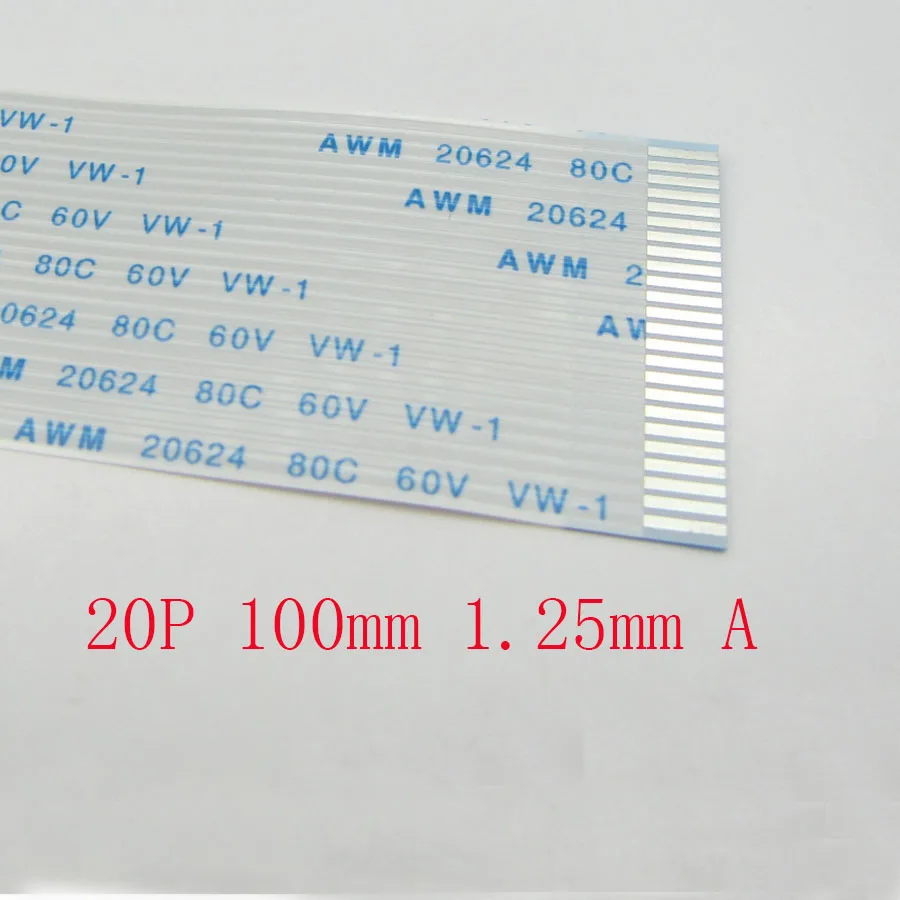 VW-1 AWM 20624 80C
0V VW-1 AWM 20624
C 60V VW-1 AWM 2
80C 60V VW-1 AW
0624 80C 60V VW-1
M 20624 80C 60V VW-1
AWM 20624 80C 60V VW-1
20P 100mm 1.25mm A